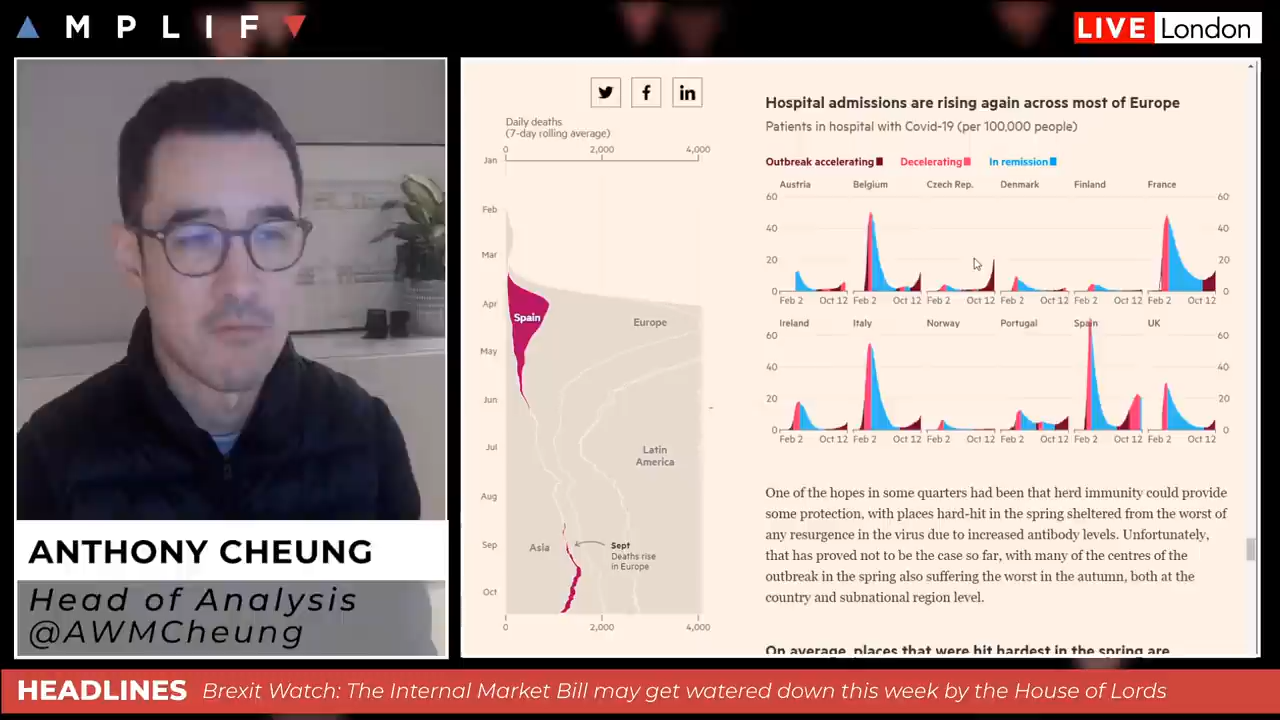 AMPLIFY
LIVE London
Daily deaths
(7-day rolling average)
0 2,000 4,000
Jan
Feb
Mar
Apr
May
Jun
Jul
Aug
Sep
Oct
Spain
Europe
Latin
America
Asia
Sept
Deaths rise
in Europe
0 2,000 4,000
Hospital admissions are rising again across most of Europe
Patients in hospital with Covid-19 (per 100,000 people)
Outbreak accelerating Decelerating In remission
Austria Belgium Czech Rep. Denmark Finland France
60 60
40 40
20 20
0 0
Feb 2 Oct 12 Feb 2 Oct 12 Feb 2 Oct 12 Feb 2 Oct 12 Feb 2 Oct 12 Feb 2 Oct 12
Ireland Italy Norway Portugal Spain UK
60 60
40 40
20 20
0 0
Feb 2 Oct 12 Feb 2 Oct 12 Feb 2 Oct 12 Feb 2 Oct 12 Feb 2 Oct 12 Feb 2 Oct 12
One of the hopes in some quarters had been that herd immunity could provide
some protection, with places hard-hit in the spring sheltered from the worst of
any resurgence in the virus due to increased antibody levels. Unfortunately,
that has proved not to be the case so far, with many of the centres of the
outbreak in the spring also suffering the worst in the autumn, both at the
country and subnational region level.
On average, places that were hit hardest in the spring are
ANTHONY CHEUNG
Head of Analysis
@AWMCheung
HEADLINES Brexit Watch: The Internal Market Bill may get watered down this week by the House of Lords